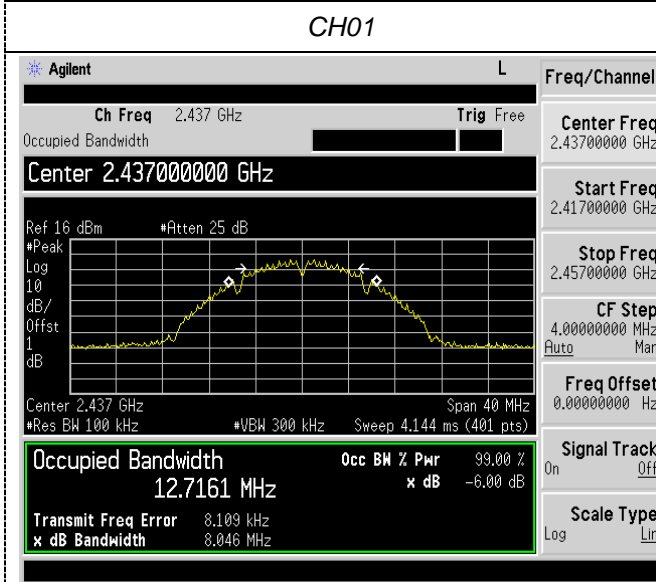 CH01
Agilent L
Freq/Channel
Ch Freq 2.437 GHz Trig Free
Occupied Bandwidth
Center Freq
2.43700000 GHz
Center 2.437000000 GHz
Start Freq
2.41700000 GHz
Ref 16 dBm #Atten 25 dB
#Peak
Log
10
dB/
Offst
1
dB
Stop Freq
2.45700000 GHz
CF Step
4.00000000 MHz
Auto Man
Freq Offset
0.00000000 Hz
Center 2.437 GHz Span 40 MHz
#Res BW 100 kHz #VBW 300 kHz Sweep 4.144 ms (401 pts)
Signal Track
On Off
Occupied Bandwidth Occ BW % Pwr 99.00 %
12.7161 MHz x dB -6.00 dB
Scale Type
Log Lin
Transmit Freq Error 8.109 kHz
x dB Bandwidth 8.046 MHz